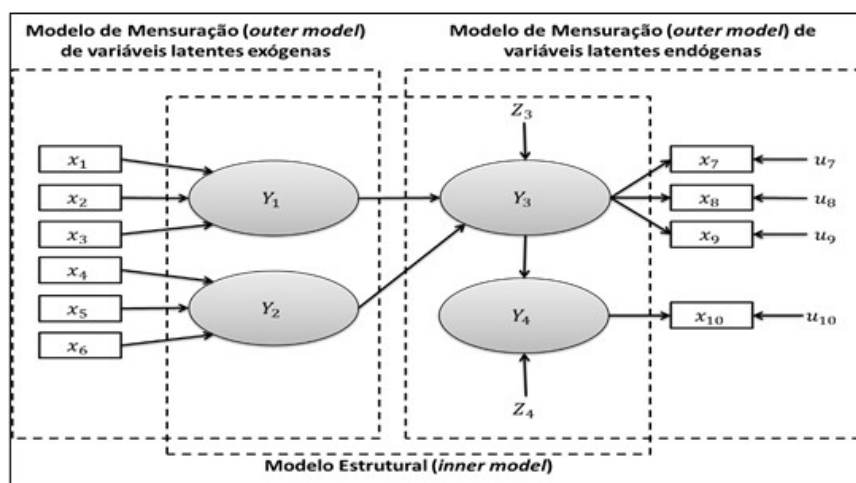 Modelo de Mensuração (outer model)
de variáveis latentes exógenas
Modelo de Mensuração (outer model) de
variáveis latentes endógenas
Z₃
x₁
x₂
x₃
x₄
x₅
x₆
Y₁
Y₂
Y₃
Y₄
x₇
x₈
x₉
x₁₀
u₇
u₈
u₉
u₁₀
Z₄
Modelo Estrutural (inner model)